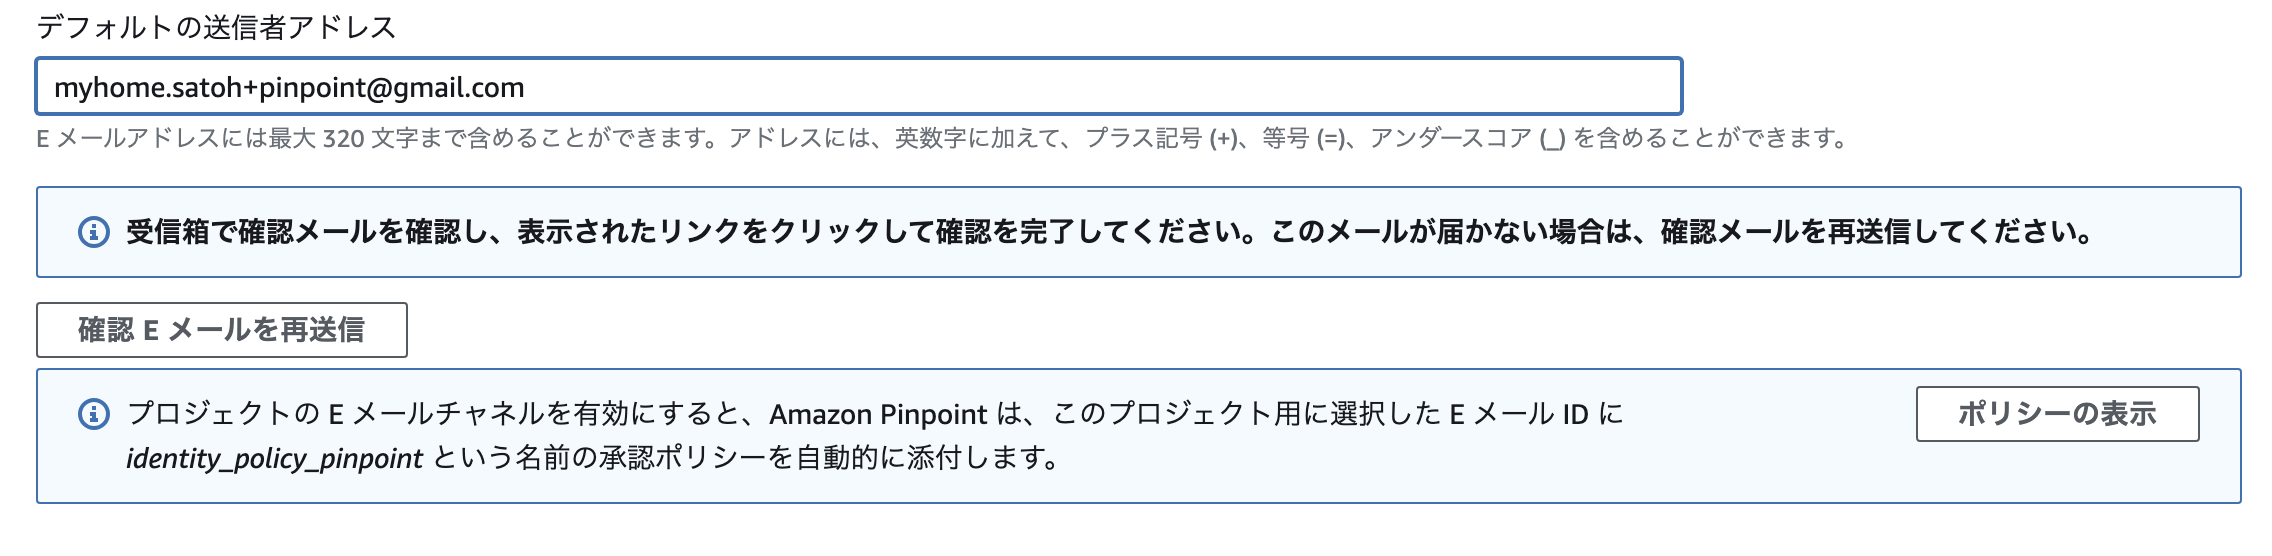 デフォルトの送信者アドレス
myhome.satoh+pinpoint@gmail.com
E メールアドレスには最大 320 文字まで含めることができます。アドレスには、英数字に加えて、プラス記号 (+)、等号 (=)、アンダースコア (_) を含めることができます。
受信箱で確認メールを確認し、表示されたリンクをクリックして確認を完了してください。このメールが届かない場合は、確認メールを再送信してください。
確認 E メールを再送信
プロジェクトの E メールチャネルを有効にすると、Amazon Pinpoint は、このプロジェクト用に選択した E メール ID に
identity_policy_pinpoint という名前の承認ポリシーを自動的に添付します。
ポリシーの表示